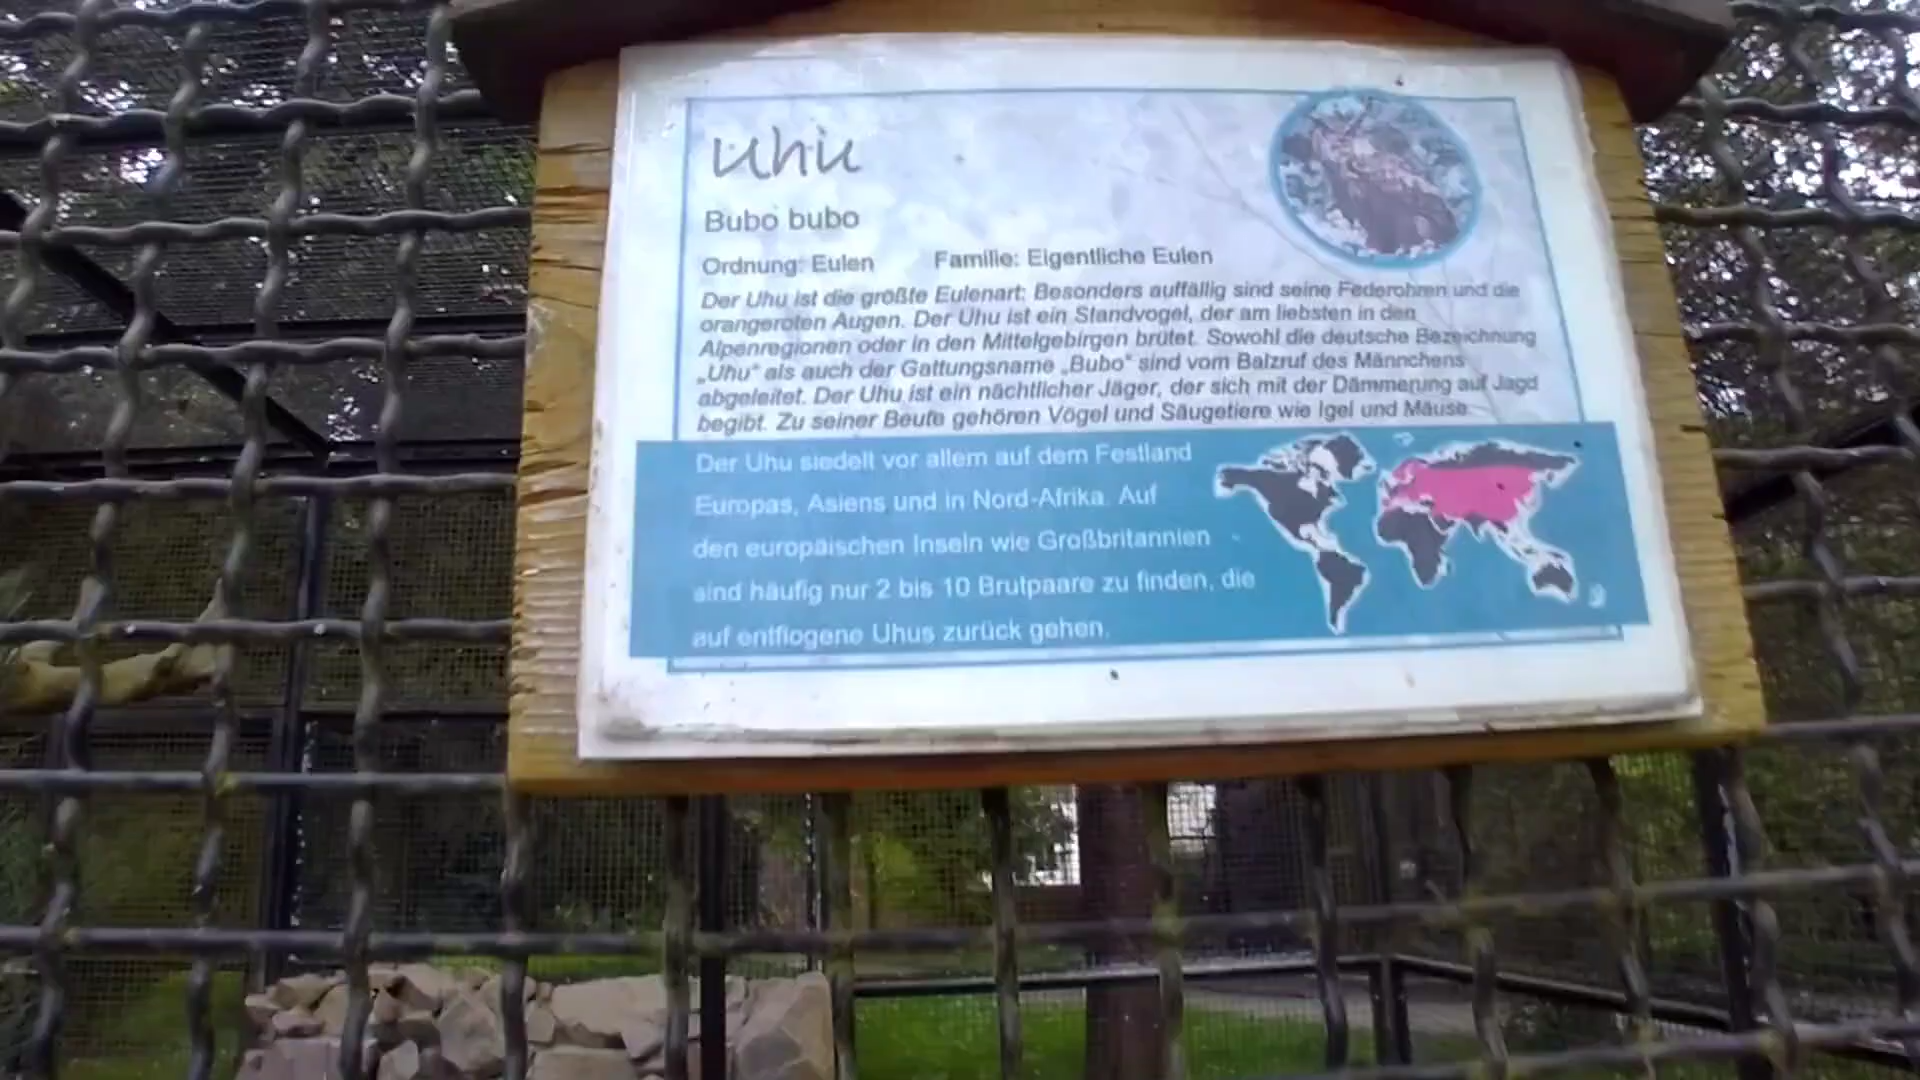 Uhu
Bubo bubo
Ordnung: Eulen Familie: Eigentliche Eulen
Der Uhu ist die größte Eulenart: Besonders auffällig sind seine Federohren und die
orangeroten Augen. Der Uhu ist ein Standvogel, der am liebsten in den
Alpenregionen oder in den Mittelgebirgen brütet. Sowohl die deutsche Bezeichnung
„Uhu“ als auch der Gattungsname „Bubo“ sind vom Balzruf des Männchens
abgeleitet. Der Uhu ist ein nächtlicher Jäger, der sich mit der Dämmerung auf Jagd
begibt. Zu seiner Beute gehören Vögel und Säugetiere wie Igel und Mäuse.
Der Uhu siedelt vor allem auf dem Festland
Europas, Asiens und in Nord-Afrika. Auf
den europäischen Inseln wie Großbritannien
sind häufig nur 2 bis 10 Brutpaare zu finden, die
auf entflogene Uhus zurück gehen.